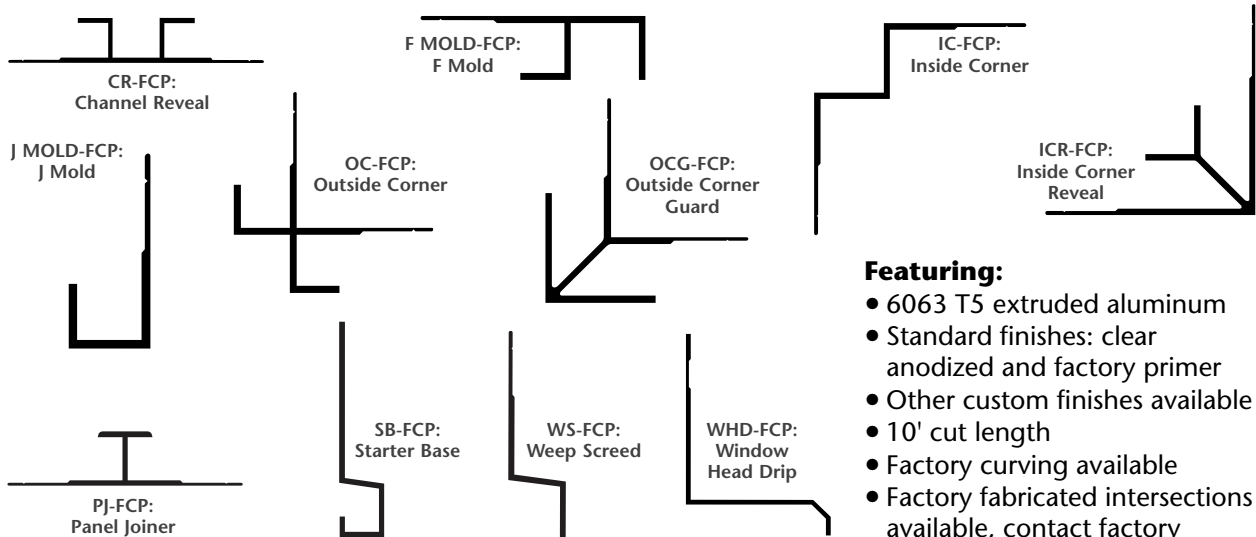 CR-FCP:
Channel Reveal
F MOLD-FCP:
F Mold
IC-FCP:
Inside Corner
J MOLD-FCP:
J Mold
OC-FCP:
Outside Corner
OCG-FCP:
Outside Corner
Guard
ICR-FCP:
Inside Corner
Reveal
PJ-FCP:
Panel Joiner
SB-FCP:
Starter Base
WS-FCP:
Weep Screed
WHD-FCP:
Window
Head Drip
Featuring:
• 6063 T5 extruded aluminum
• Standard finishes: clear
anodized and factory primer
• Other custom finishes available
• 10' cut length
• Factory curving available
• Factory fabricated intersections
available, contact factory